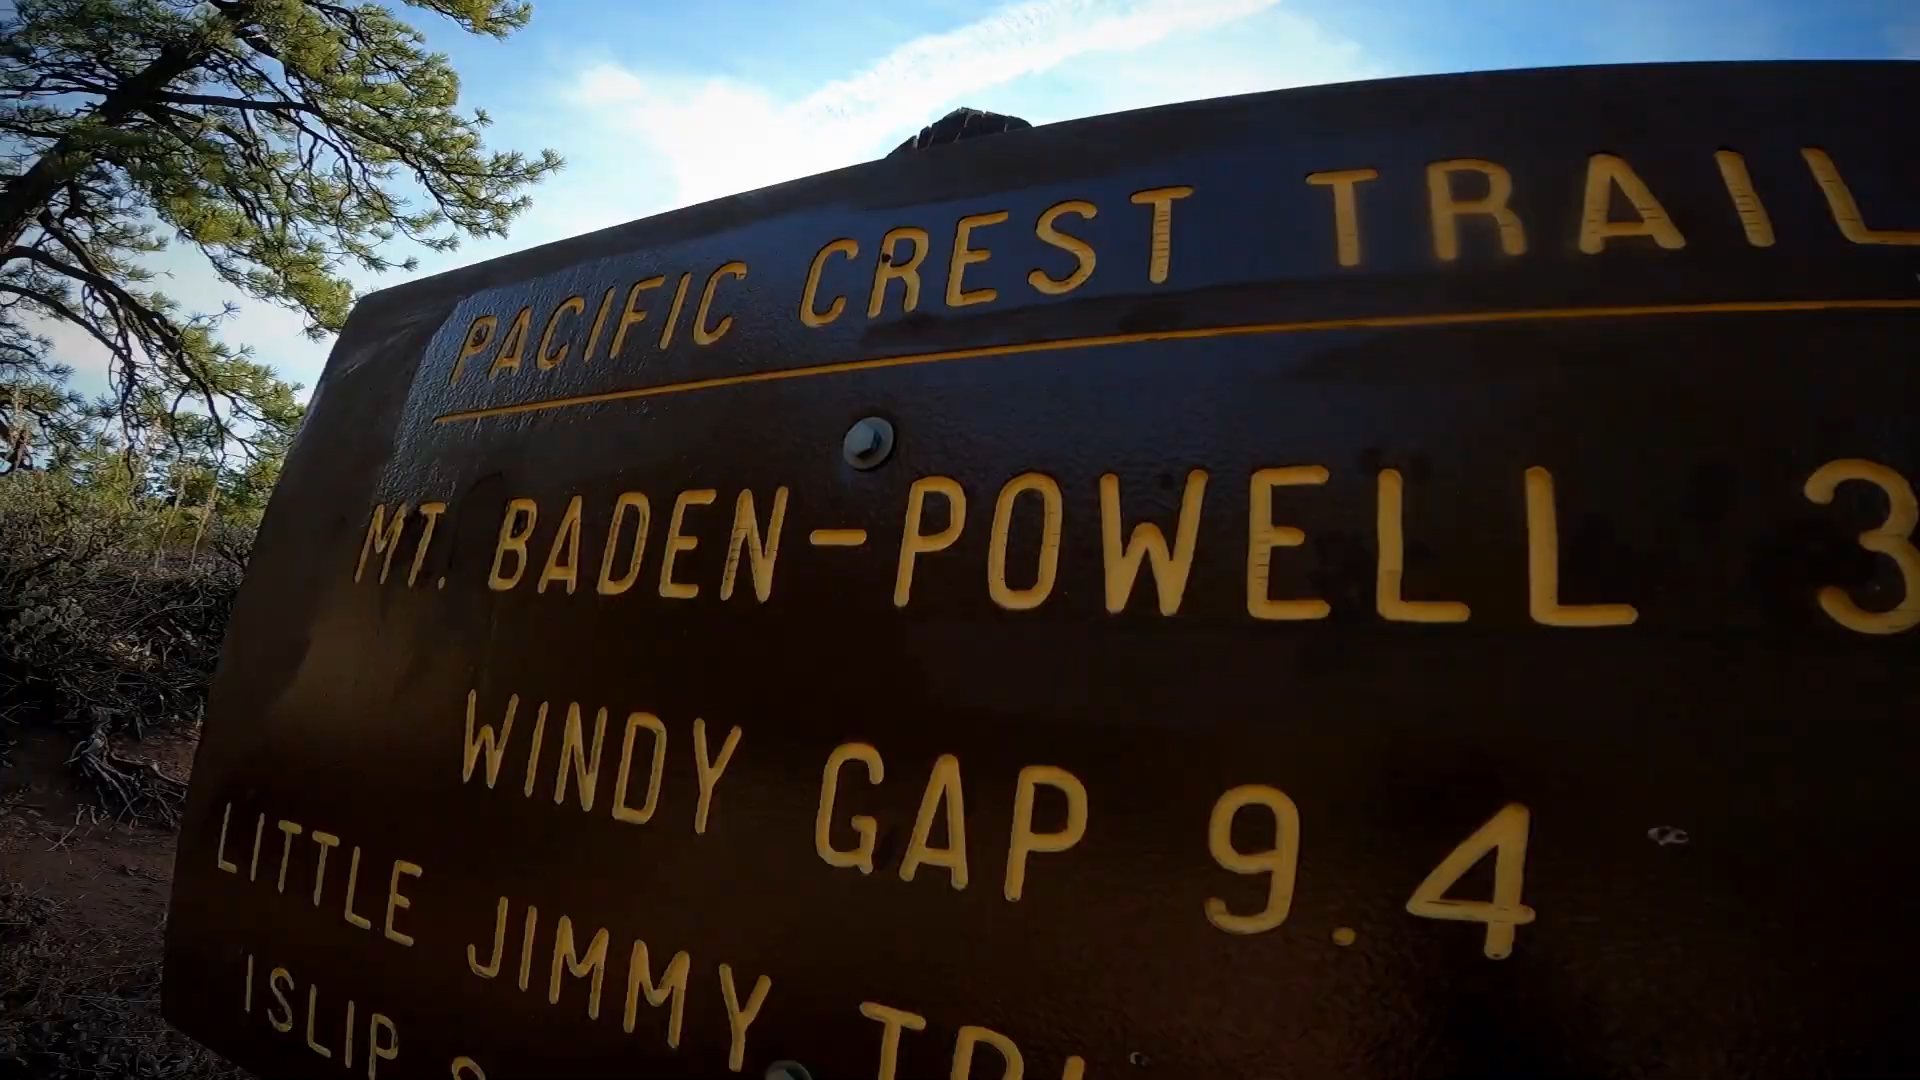 PACIFIC CREST TRAIL
MT. BADEN-POWELL 3
WINDY GAP 9.4
LITTLE JIMMY
ISLIP